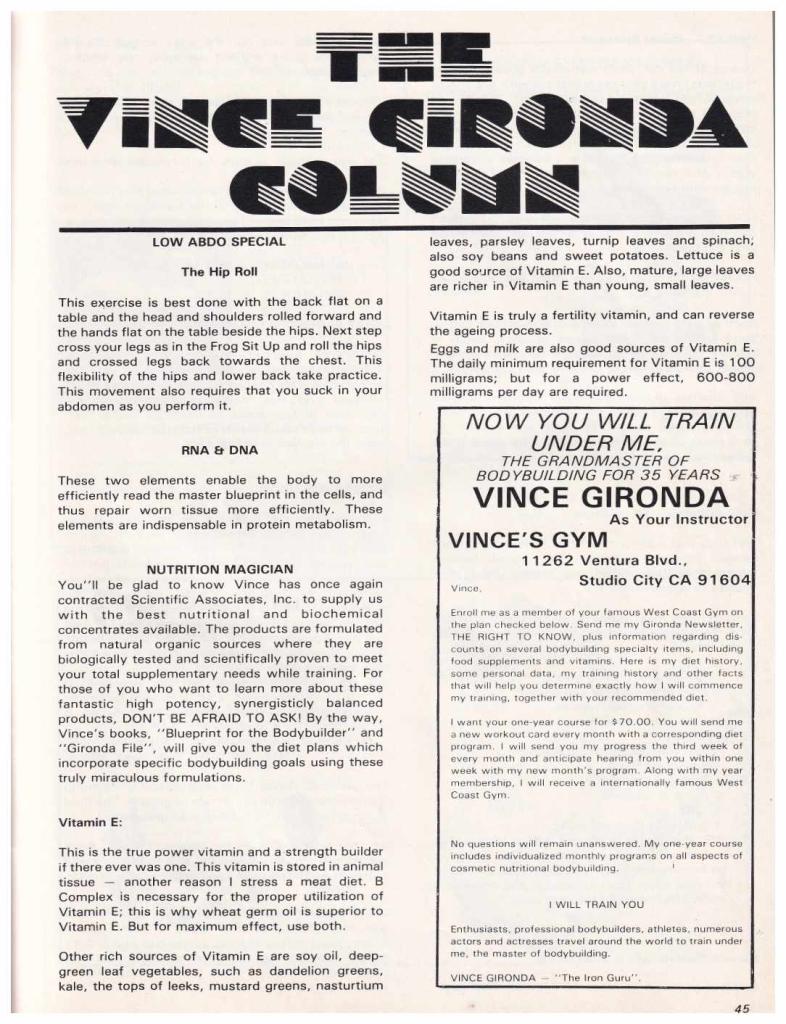 THE
VINCE GIRONDA
COLUMN
LOW ABDO SPECIAL
The Hip Roll
This exercise is best done with the back flat on a
table and the head and shoulders rolled forward and
the hands flat on the table beside the hips. Next step
cross your legs as in the Frog Sit Up and roll the hips
and crossed legs back towards the chest. This
flexibility of the hips and lower back take practice.
This movement also requires that you suck in your
abdomen as you perform it.
RNA & DNA
These two elements enable the body to more
efficiently read the master blueprint in the cells, and
thus repair worn tissue more efficiently. These
elements are indispensable in protein metabolism.
NUTRITION MAGICIAN
You''ll be glad to know Vince has once again
contracted Scientific Associates, Inc. to supply us
with the best nutritional and biochemical
concentrates available. The products are formulated
from natural organic sources where they are
biologically tested and scientifically proven to meet
your total supplementary needs while training. For
those of you who want to learn more about these
fantastic high potency, synergisticly balanced
products, DON'T BE AFRAID TO ASK! By the way,
Vince's books, ''Blueprint for the Bodybuilder'' and
''Gironda File'', will give you the diet plans which
incorporate specific bodybuilding goals using these
truly miraculous formulations.
Vitamin E:
This is the true power vitamin and a strength builder
if there ever was one. This vitamin is stored in animal
tissue — another reason I stress a meat diet. B
Complex is necessary for the proper utilization of
Vitamin E; this is why wheat germ oil is superior to
Vitamin E. But for maximum effect, use both.
Other rich sources of Vitamin E are soy oil, deep-
green leaf vegetables, such as dandelion greens,
kale, the tops of leeks, mustard greens, nasturtium
leaves, parsley leaves, turnip leaves and spinach;
also soy beans and sweet potatoes. Lettuce is a
good source of Vitamin E. Also, mature, large leaves
are richer in Vitamin E than young, small leaves.
Vitamin E is truly a fertility vitamin, and can reverse
the ageing process.
Eggs and milk are also good sources of Vitamin E.
The daily minimum requirement for Vitamin E is 100
milligrams; but for a power effect, 600-800
milligrams per day are required.
NOW YOU WILL TRAIN
UNDER ME,
THE GRANDMASTER OF
BODYBUILDING FOR 35 YEARS
VINCE GIRONDA
As Your Instructor
VINCE'S GYM
11262 Ventura Blvd.,
Studio City CA 91604
Vince,
Enroll me as a member of your famous West Coast Gym on
the plan checked below. Send me my Gironda Newsletter,
THE RIGHT TO KNOW, plus information regarding dis-
counts on several bodybuilding specialty items, including
food supplements and vitamins. Here is my diet history,
some personal data, my training history and other facts
that will help you determine exactly how I will commence
my training, together with your recommended diet.
I want your one-year course for $70.00. You will send me
a new workout card every month with a corresponding diet
program. I will send you my progress the third week of
every month and anticipate hearing from you within one
week with my new month's program. Along with my year
membership, I will receive a internationally famous West
Coast Gym.
No questions will remain unanswered. My one-year course
includes individualized monthly programs on all aspects of
cosmetic nutritional bodybuilding.
I WILL TRAIN YOU
Enthusiasts, professional bodybuilders, athletes, numerous
actors and actresses travel around the world to train under
me, the master of bodybuilding.
VINCE GIRONDA — ''The Iron Guru''.
45